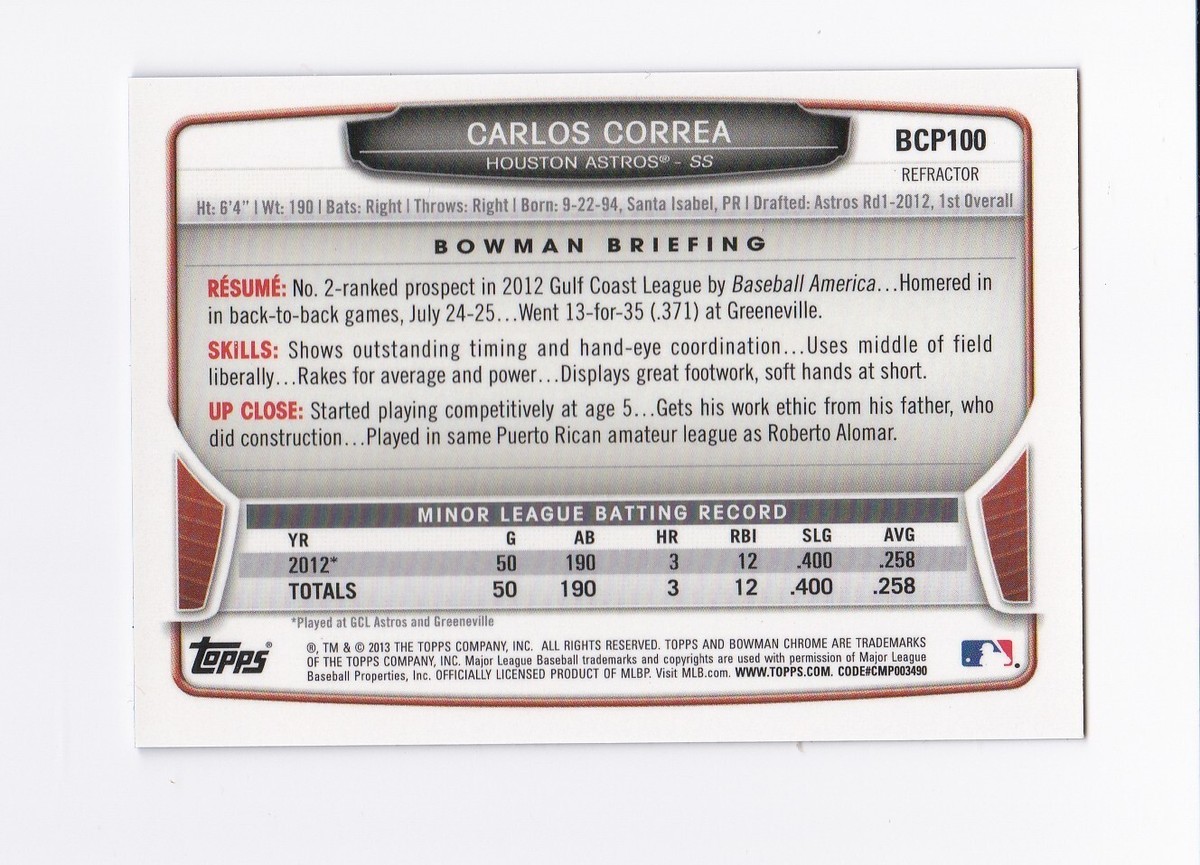 CARLOS CORREA
HOUSTON ASTROS® - SS
BCP100
REFRACTOR
Ht: 6'4" | Wt: 190 | Bats: Right | Throws: Right | Born: 9-22-94, Santa Isabel, PR | Drafted: Astros Rd1-2012, 1st Overall
BOWMAN BRIEFING
RÉSUMÉ: No. 2-ranked prospect in 2012 Gulf Coast League by Baseball America...Homered in
in back-to-back games, July 24-25...Went 13-for-35 (.371) at Greeneville.
SKILLS: Shows outstanding timing and hand-eye coordination...Uses middle of field
liberally...Rakes for average and power...Displays great footwork, soft hands at short.
UP CLOSE: Started playing competitively at age 5...Gets his work ethic from his father, who
did construction...Played in same Puerto Rican amateur league as Roberto Alomar.
MINOR LEAGUE BATTING RECORD
YR G AB HR RBI SLG AVG
2012* 50 190 3 12 .400 .258
TOTALS 50 190 3 12 .400 .258
*Played at GCL Astros and Greeneville
Topps®
®, TM & © 2013 THE TOPPS COMPANY, INC. ALL RIGHTS RESERVED. TOPPS AND BOWMAN CHROME ARE TRADEMARKS
OF THE TOPPS COMPANY, INC. Major League Baseball trademarks and copyrights are used with permission of Major League
Baseball Properties, Inc. OFFICIALLY LICENSED PRODUCT OF MLBP. Visit MLB.com. WWW.TOPPS.COM. CODE#CMP003490